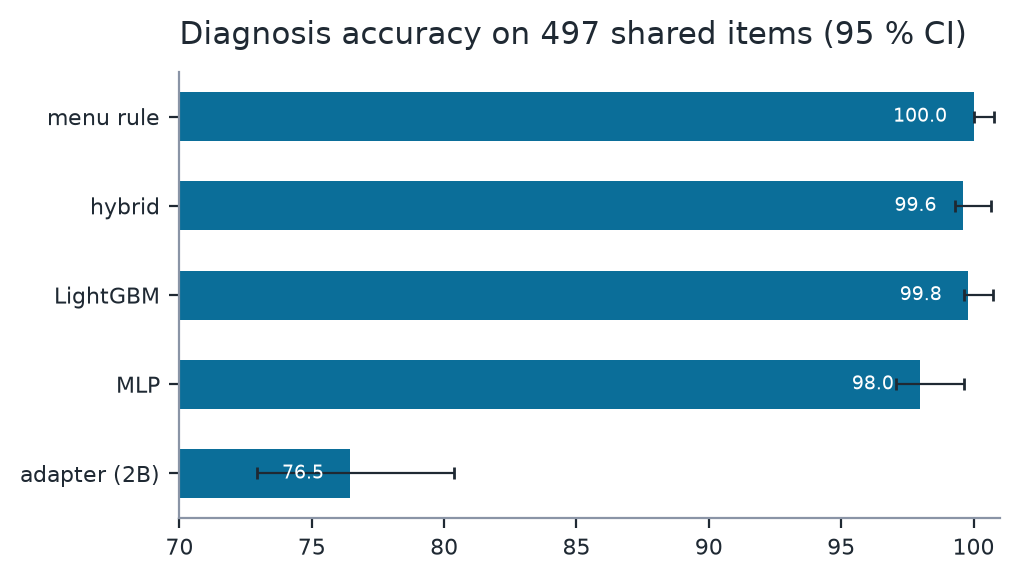 Diagnosis accuracy on 497 shared items (95 % CI)
menu rule 100.0
hybrid 99.6
LightGBM 99.8
MLP 98.0
adapter (2B) 76.5
70 75 80 85 90 95 100